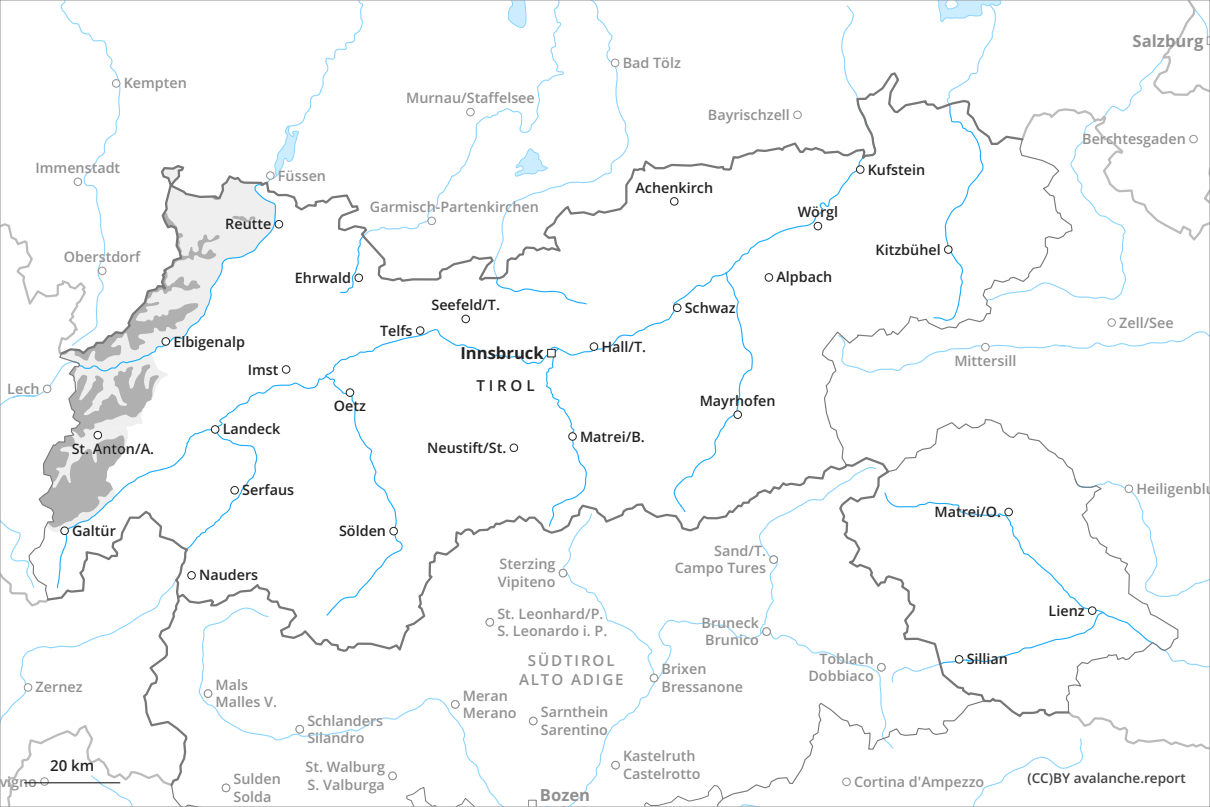 Salzburg
Bad Tölz
Kempten
Murnau/Staffelsee
Bayrischzell
Berchtesgaden
Immenstadt
Füssen
Kufstein
Achenkirch
Garmisch-Partenkirchen
Wörgl
Reutte
Kitzbühel
Oberstdorf
Ehrwald
Alpbach
Seefeld/T.
Schwaz
Zell/See
Telfs
Elbigenalp
Innsbruck
Hall/T.
Mittersill
Imst
TIROL
Lech
Oetz
Mayrhofen
Landeck
Matrei/B.
St. Anton/A.
Neustift/St.
Serfaus
Heiligenblu
Matrei/O.
Galtür
Sölden
Sand/T.
Campo Tures
Sterzing
Vipiteno
Nauders
Lienz
St. Leonhard/P.
S. Leonardo i. P.
Bruneck
Brunico
SÜDTIROL
ALTO ADIGE
Toblach
Dobbiaco
Sillian
Brixen
Bressanone
Zernez
Mals
Malles V.
Meran
Merano
Sarnthein
Sarentino
Schlanders
Silandro
Kastelruth
Castelrotto
20 km
St. Walburg
S. Valburga
vigno
Sulden
Solda
Cortina d'Ampezzo
(CC)BY avalanche.report
Bozen